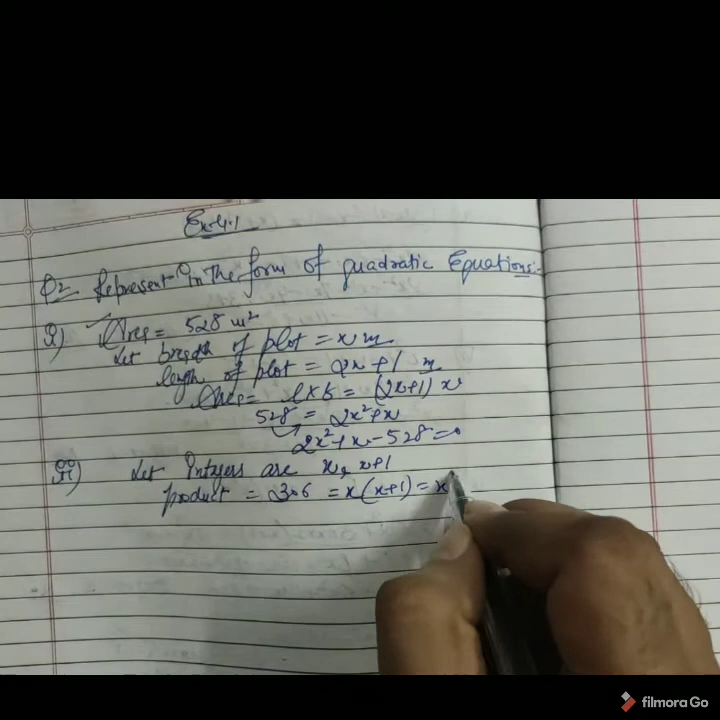 Ex-4.1
Q2 Represent in the form of quadratic Equations:-
i) Area = 528 m²
Let breadth of plot = x m
length of plot = 2x+1 m
Area = l×b = (2x+1) x
528 = 2x²+x
2x²+x-528=0
ii) Let Integers are x, x+1
product = 306 = x(x+1) = x
filmora Go